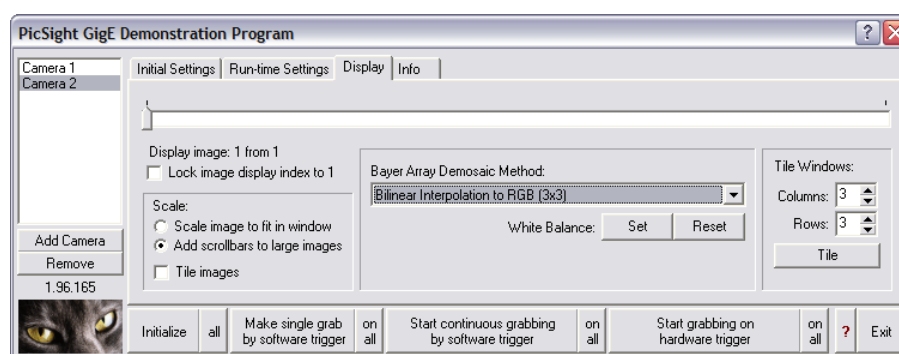 PicSight GigE Demonstration Program
?
Camera 1
Camera 2
Initial Settings
Run-time Settings
Display
Info
Display image: 1 from 1
Lock image display index to 1
Scale:
Scale image to fit in window
Add scrollbars to large images
Tile images
Bayer Array Demosaic Method:
Bilinear Interpolation to RGB (3x3)
White Balance:
Set
Reset
Tile Windows:
Columns: 3
Rows: 3
Tile
Add Camera
Remove
1.96.165
Initialize
all
Make single grab
by software trigger
on
all
Start continuous grabbing
by software trigger
on
all
Start grabbing on
hardware trigger
on
all
?
Exit